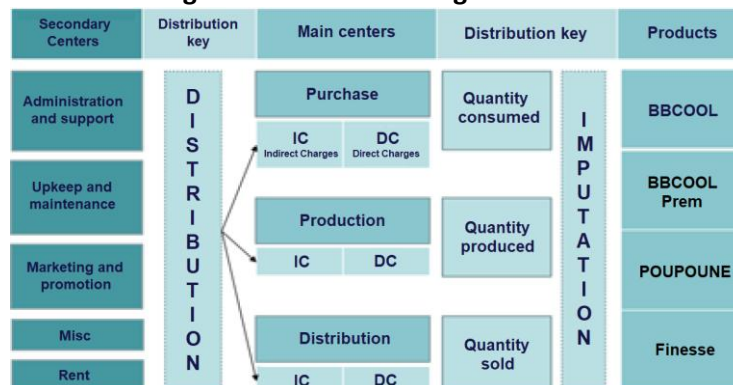 Secondary
Centers
Distribution
key
Main centers
Distribution key
Products
Administration
and support
Upkeep and
maintenance
Marketing and
promotion
Misc
Rent
DISTRIBUTION
Purchase
IC
Indirect Charges
DC
Direct Charges
Production
IC
DC
Distribution
IC
DC
Quantity
consumed
Quantity
produced
Quantity
sold
IMPUTATION
BBCOOL
BBCOOL
Prem
POUPOUNE
Finesse